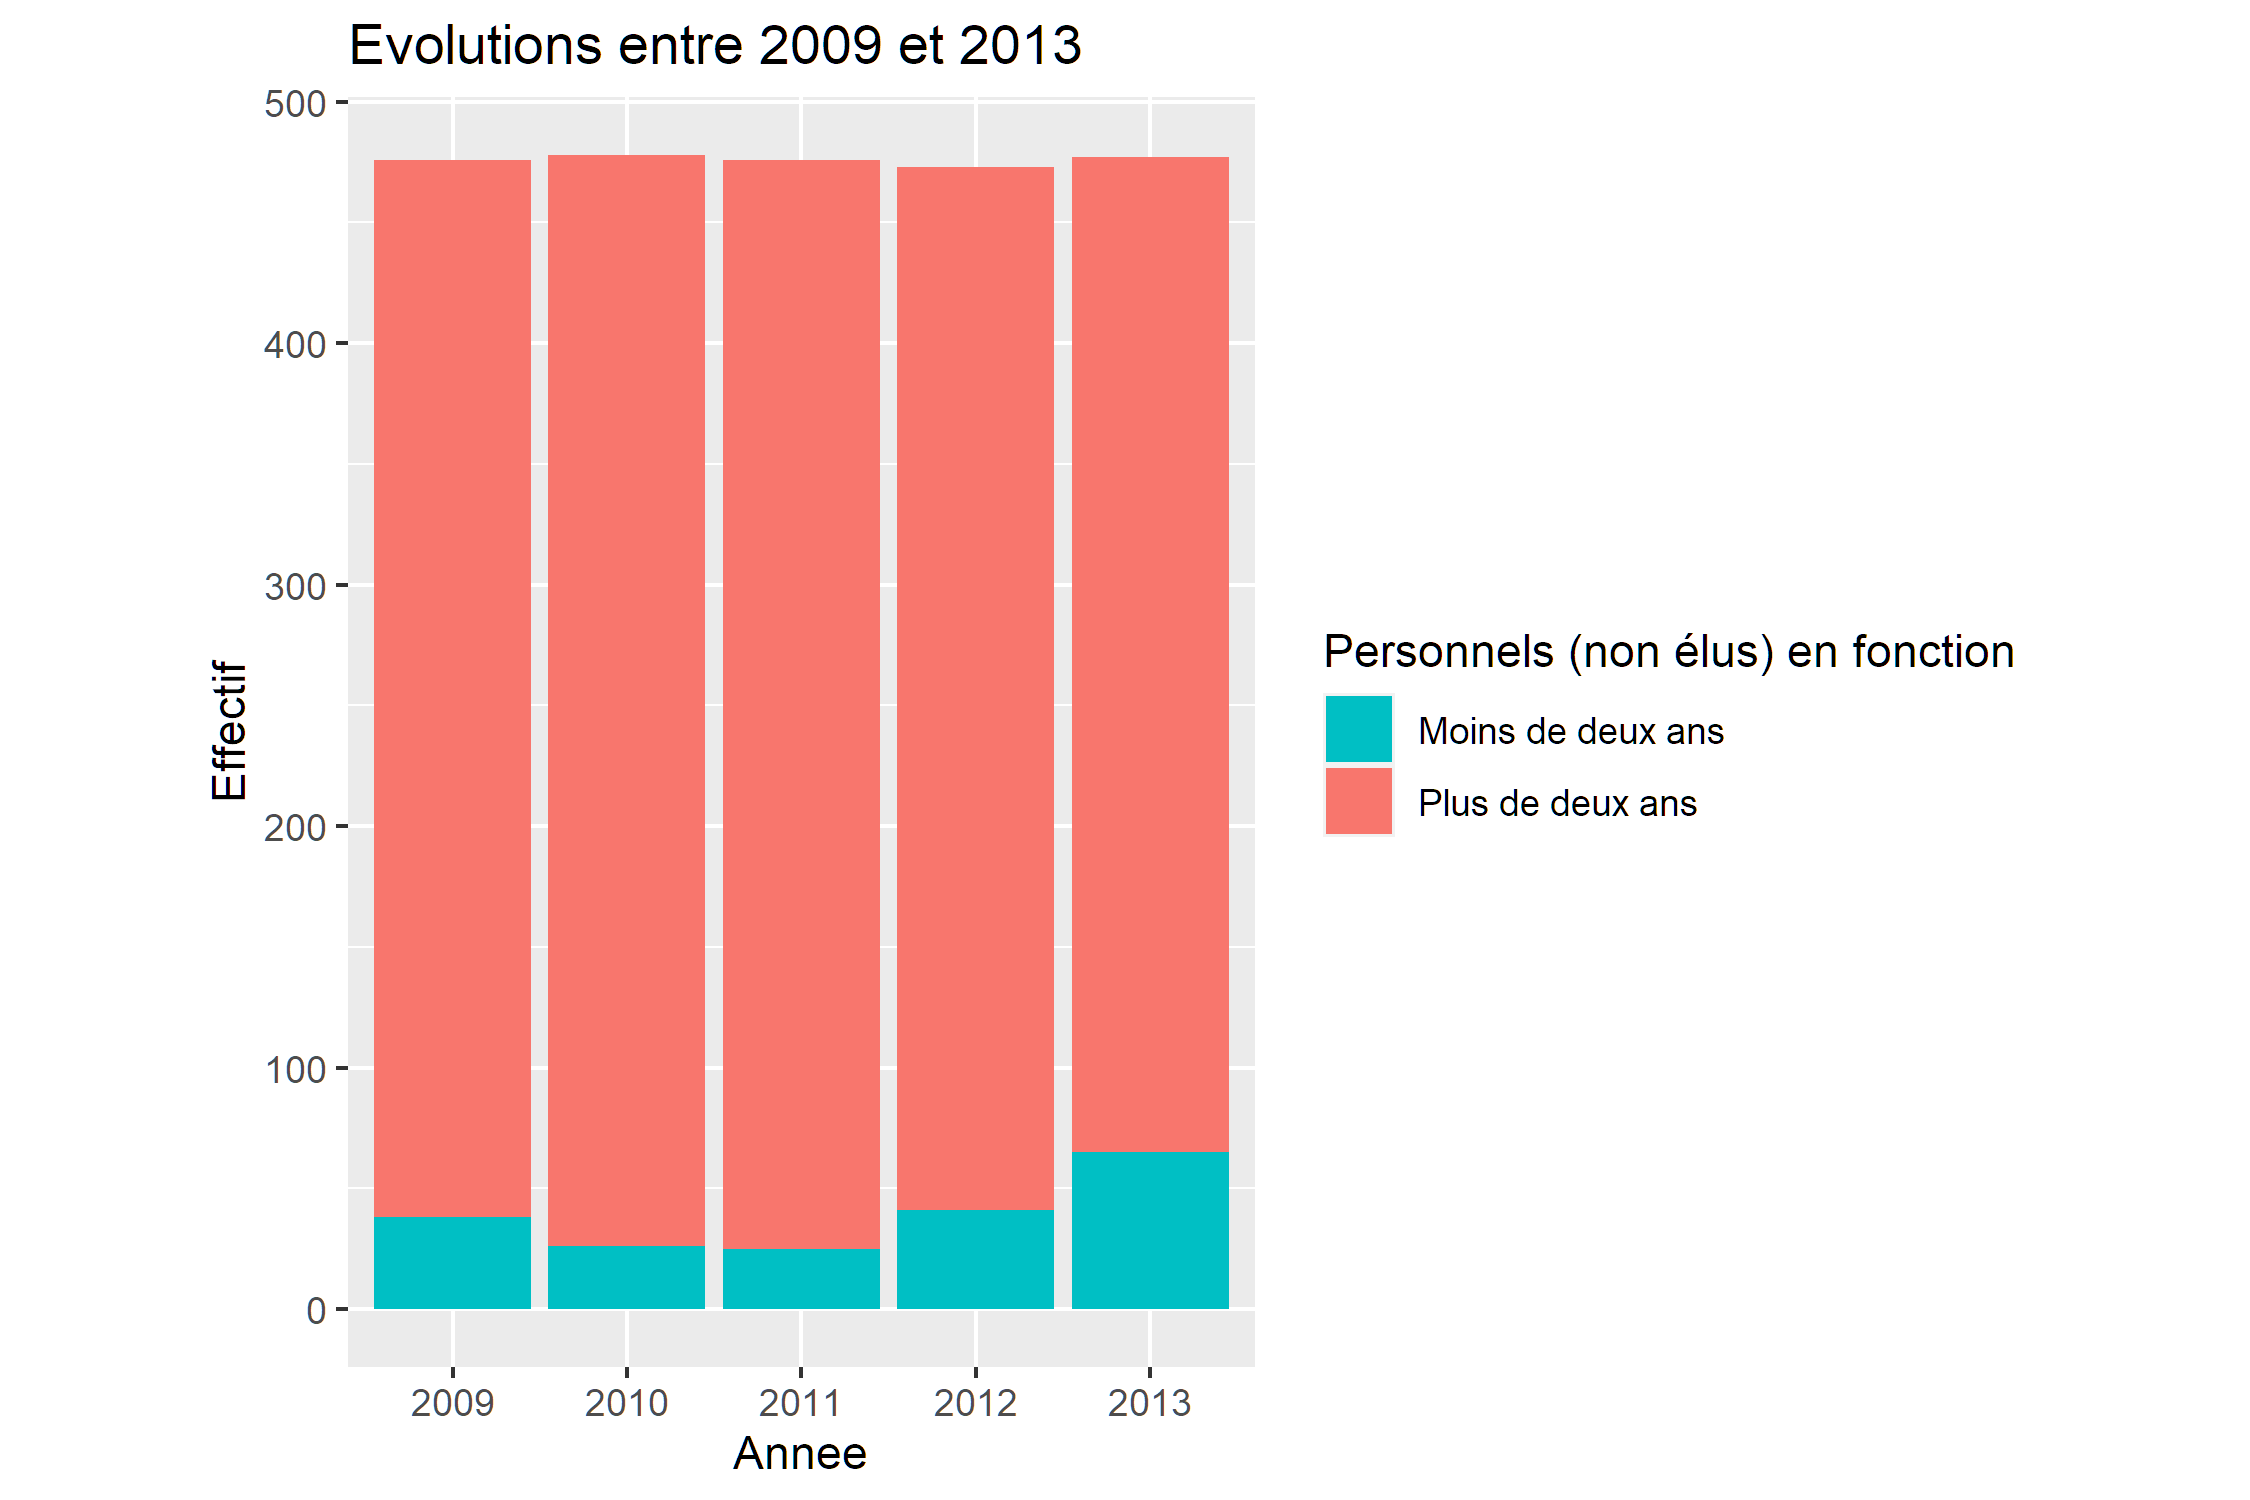 Evolutions entre 2009 et 2013
500
400
300
200
100
0
Effectif
2009 2010 2011 2012 2013
Annee
Personnels (non élus) en fonction
Moins de deux ans
Plus de deux ans